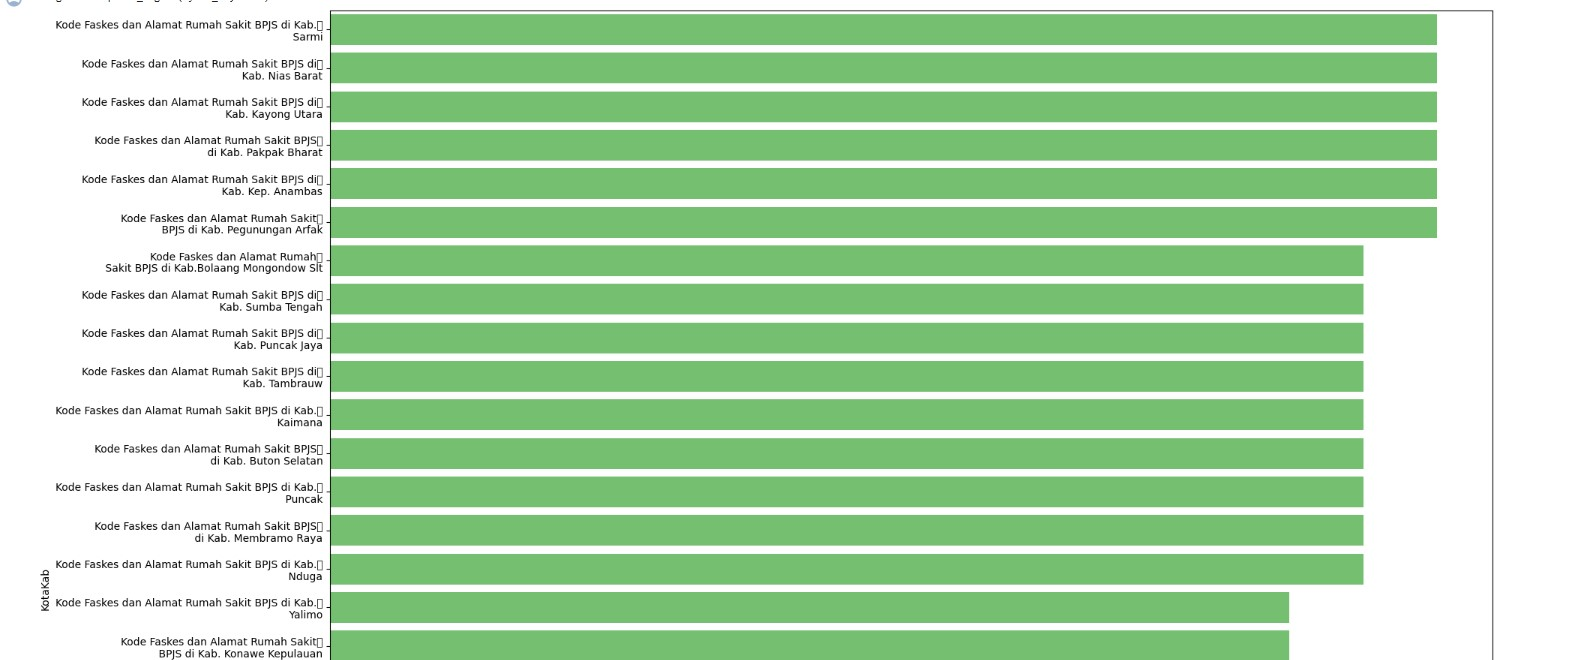 Kode Faskes dan Alamat Rumah Sakit BPJS di Kab.
Sarmi
Kode Faskes dan Alamat Rumah Sakit BPJS di
Kab. Nias Barat
Kode Faskes dan Alamat Rumah Sakit BPJS di
Kab. Kayong Utara
Kode Faskes dan Alamat Rumah Sakit BPJS
di Kab. Pakpak Bharat
Kode Faskes dan Alamat Rumah Sakit BPJS di
Kab. Kep. Anambas
Kode Faskes dan Alamat Rumah Sakit
BPJS di Kab. Pegunungan Arfak
Kode Faskes dan Alamat Rumah
Sakit BPJS di Kab.Bolaang Mongondow Slt
Kode Faskes dan Alamat Rumah Sakit BPJS di
Kab. Sumba Tengah
Kode Faskes dan Alamat Rumah Sakit BPJS di
Kab. Puncak Jaya
Kode Faskes dan Alamat Rumah Sakit BPJS di
Kab. Tambrauw
Kode Faskes dan Alamat Rumah Sakit BPJS di Kab.
Kaimana
Kode Faskes dan Alamat Rumah Sakit BPJS
di Kab. Buton Selatan
Kode Faskes dan Alamat Rumah Sakit BPJS di Kab.
Puncak
Kode Faskes dan Alamat Rumah Sakit BPJS
di Kab. Membramo Raya
Kode Faskes dan Alamat Rumah Sakit BPJS di Kab.
Nduga
KotaKab
Kode Faskes dan Alamat Rumah Sakit BPJS di Kab.
Yalimo
Kode Faskes dan Alamat Rumah Sakit
BPJS di Kab. Konawe Kepulauan